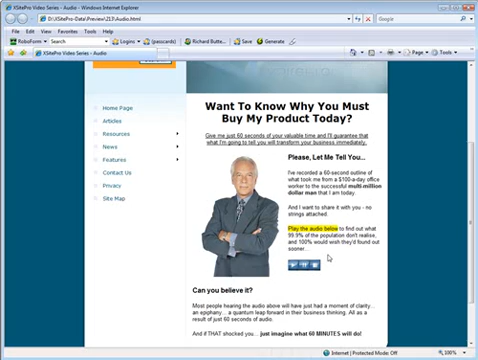 XSitePro Video Series - Audio - Windows Internet Explorer
D:\XSitePro-Data\Preview\217\Audio.html
Google
File Edit View Favorites Tools Help
RoboForm Search Logins (passcards) Richard Butte... Save Generate
XSitePro Video Series - Audio
Page Tools
Want To Know Why You Must
Buy My Product Today?
Give me just 60 seconds of your valuable time and I'll guarantee that
what I'm going to tell you will transform your business immediately.
Home Page
Articles
Resources
News
Features
Contact Us
Privacy
Site Map
Please, Let Me Tell You...
I've recorded a 60-second outline of
what took me from a $100-a-day office
worker to the successful multi-million
dollar man that I am today.
And I want to share it with you - no
strings attached.
Play the audio below to find out what
99.9% of the population don't realise,
and 100% would wish they'd found out
sooner...
Can you believe it?
Most people hearing the audio above will have just had a moment of clarity...
an epiphany... a quantum leap forward in their business thinking. All as a
result of just 60 seconds of audio.
And if THAT shocked you... just imagine what 60 MINUTES will do!
Internet | Protected Mode: Off
100%